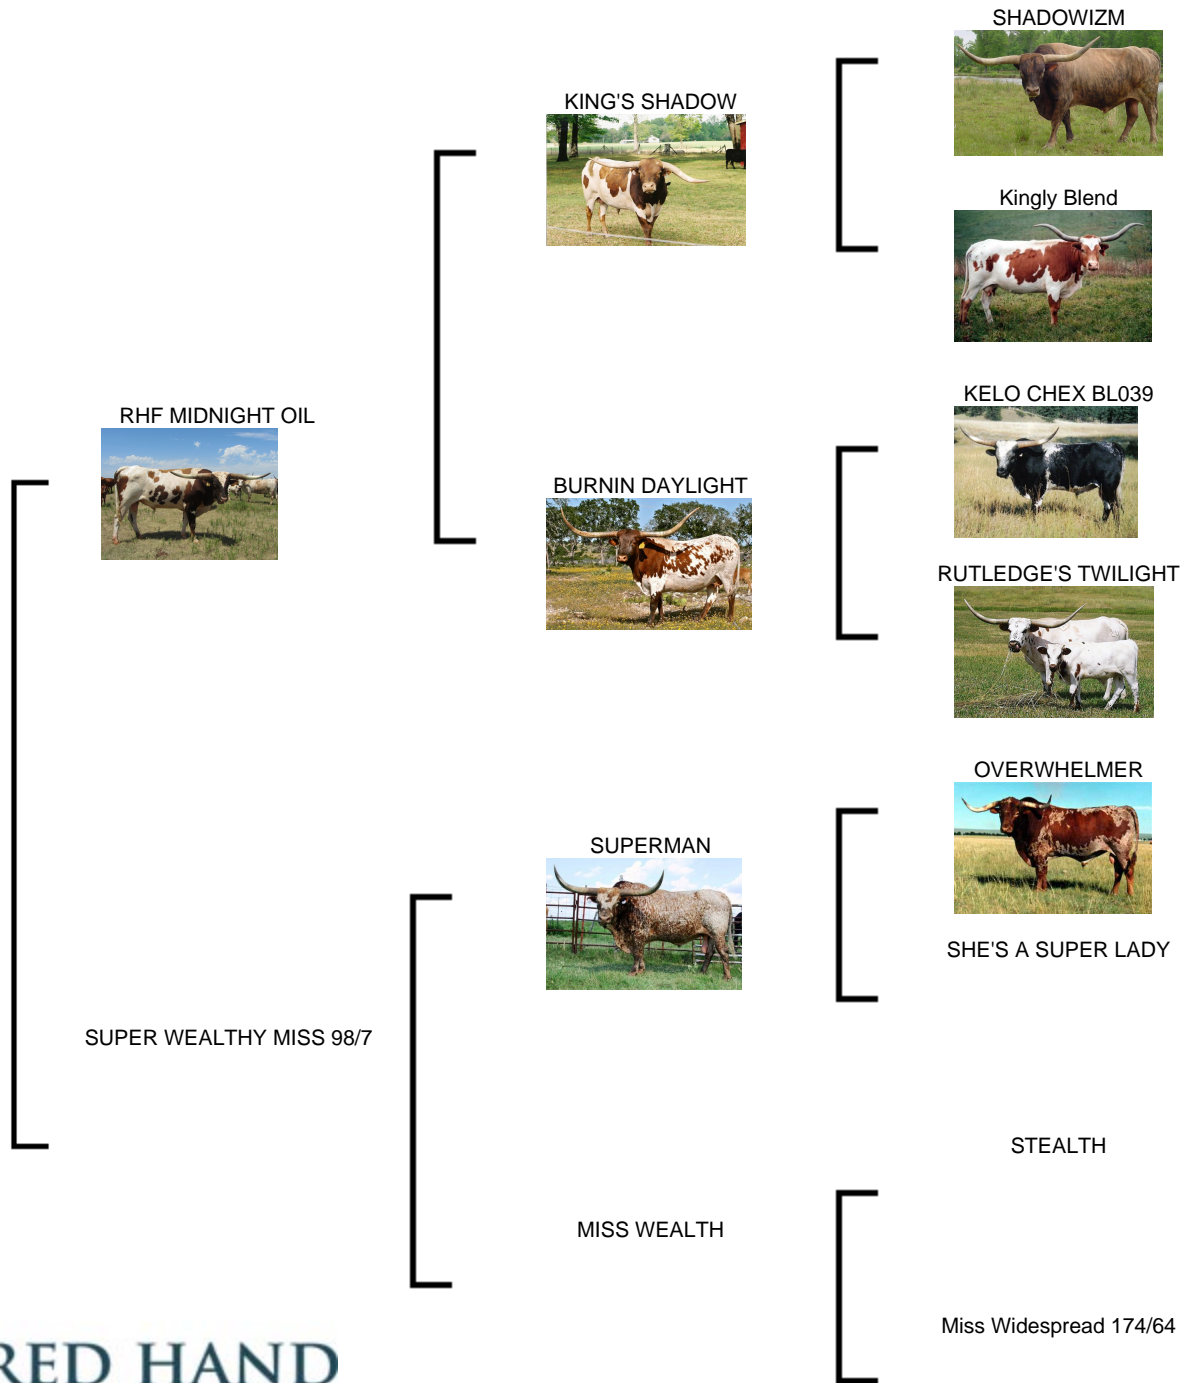 SHADOWIZM
KING'S SHADOW
Kingly Blend
KELO CHEX BL039
RHF MIDNIGHT OIL
BURNIN DAYLIGHT
RUTLEDGE'S TWILIGHT
OVERWHELMER
SUPERMAN
SHE'S A SUPER LADY
SUPER WEALTHY MISS 98/7
STEALTH
MISS WEALTH
Miss Widespread 174/64
RED HAND